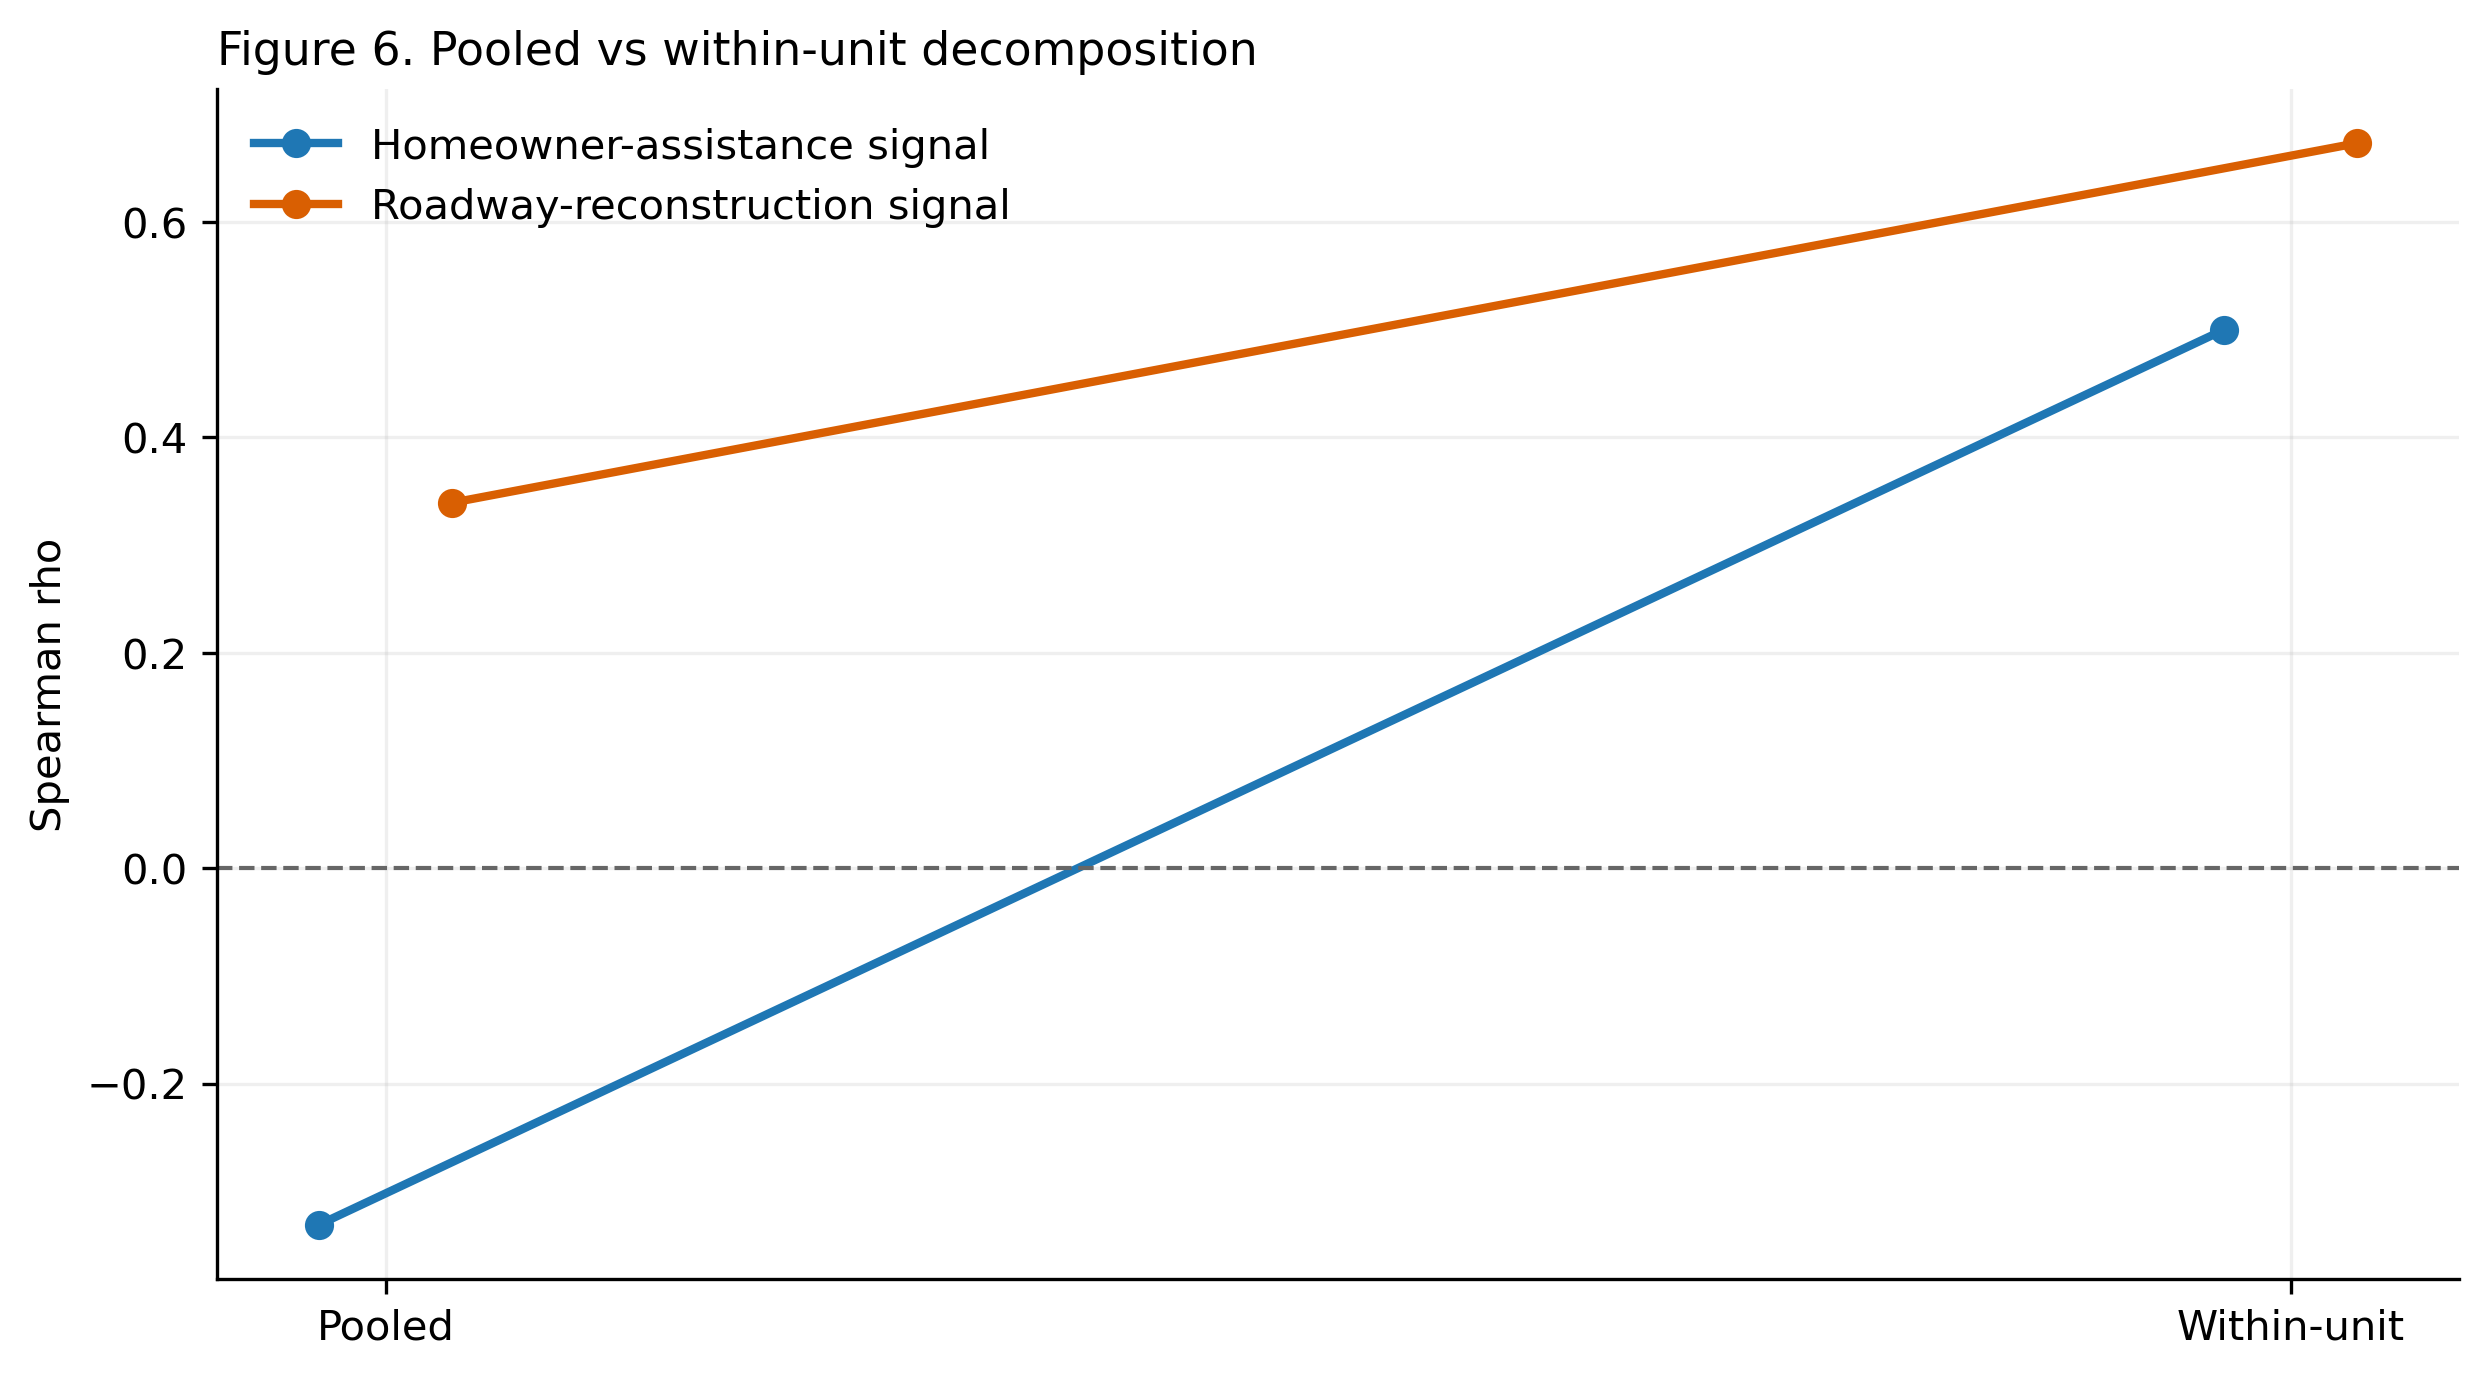 Figure 6. Pooled vs within-unit decomposition
Homeowner-assistance signal
Roadway-reconstruction signal
0.6
0.4
0.2
0.0
−0.2
Spearman rho
Pooled
Within-unit